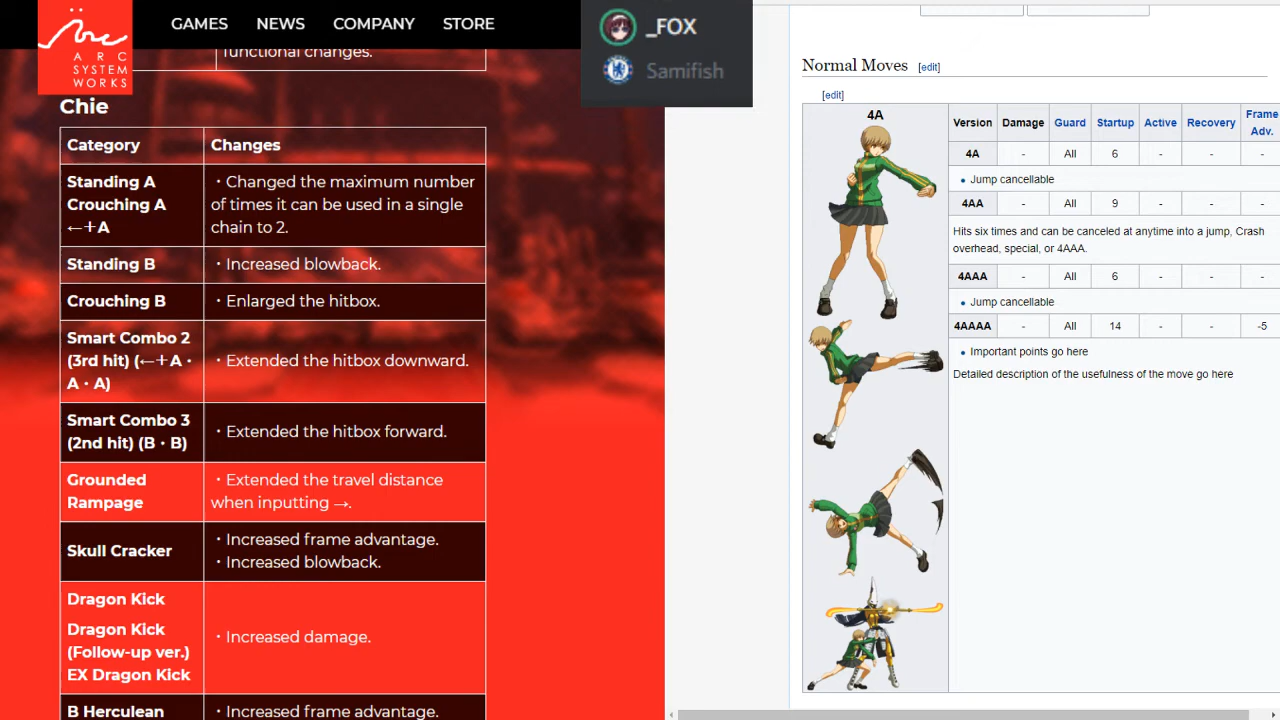 GAMES NEWS COMPANY STORE
ARC
SYSTEM
WORKS
functional changes.
Chie
Category Changes
Standing A
Crouching A
←+A
・Changed the maximum number
of times it can be used in a single
chain to 2.
Standing B ・Increased blowback.
Crouching B ・Enlarged the hitbox.
Smart Combo 2
(3rd hit) (←+A・
A・A)
・Extended the hitbox downward.
Smart Combo 3
(2nd hit) (B・B)
・Extended the hitbox forward.
Grounded
Rampage
・Extended the travel distance
when inputting →.
Skull Cracker
・Increased frame advantage.
・Increased blowback.
Dragon Kick
Dragon Kick
(Follow-up ver.)
EX Dragon Kick
・Increased damage.
B Herculean ・Increased frame advantage.
_FOX
Samifish
Normal Moves [edit]
[edit]
4A
Version Damage Guard Startup Active Recovery Frame
Adv.
4A - All 6 - - -
• Jump cancellable
4AA - All 9 - - -
Hits six times and can be canceled at anytime into a jump, Crash
overhead, special, or 4AAA.
4AAA - All 6 - - -
• Jump cancellable
4AAAA - All 14 - - -5
• Important points go here
Detailed description of the usefulness of the move go here